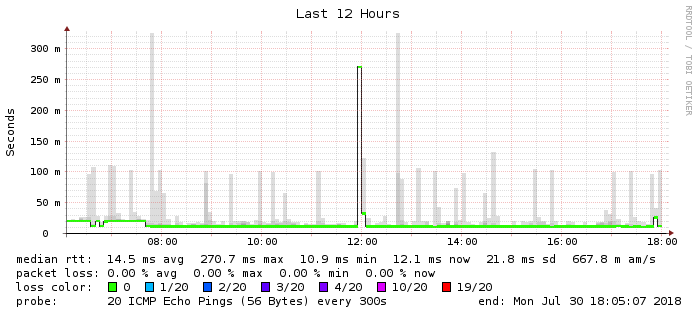 Last 12 Hours
RRDTOOL / TOBI OETIKER
Seconds
300 m
250 m
200 m
150 m
100 m
50 m
0
08:00 10:00 12:00 14:00 16:00 18:00
median rtt: 14.5 ms avg 270.7 ms max 10.9 ms min 12.1 ms now 21.8 ms sd 667.8 m am/s
packet loss: 0.00 % avg 0.00 % max 0.00 % min 0.00 % now
loss color: 0 1/20 2/20 3/20 4/20 10/20 19/20
probe: 20 ICMP Echo Pings (56 Bytes) every 300s end: Mon Jul 30 18:05:07 2018